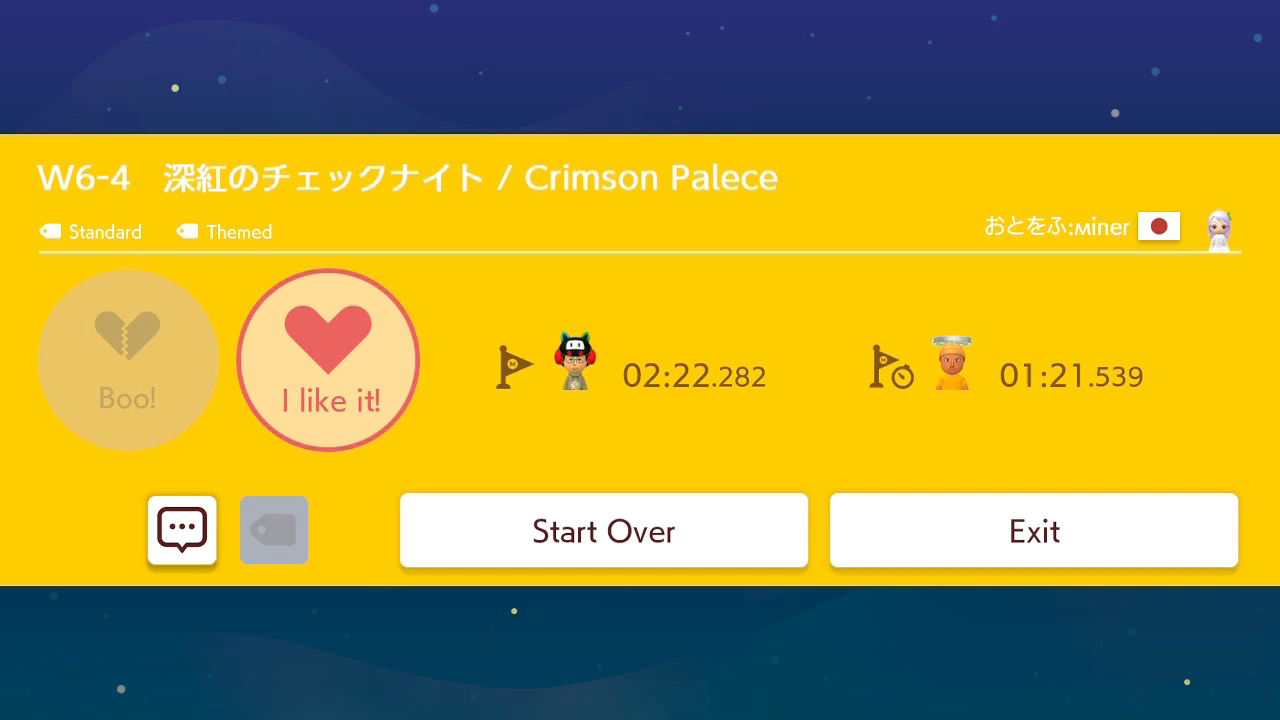 W6-4　深紅のチェックナイト / Crimson Palece
Standard Themed
おとをふ:мiner
Boo!
I like it!
M
02:22.282
M
01:21.539
Start Over
Exit